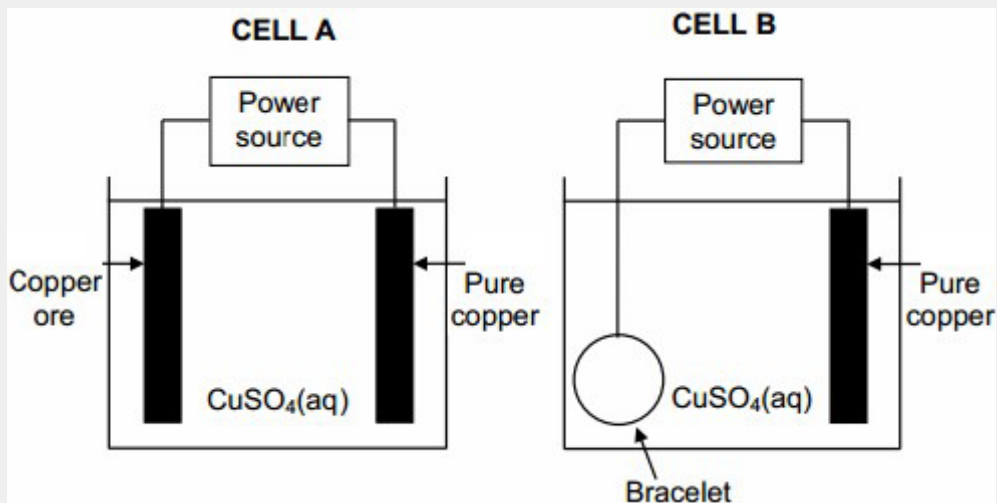 CELL A
CELL B
Power
source
Power
source
Copper
ore
Pure
copper
Pure
copper
CuSO₄(aq)
CuSO₄(aq)
Bracelet